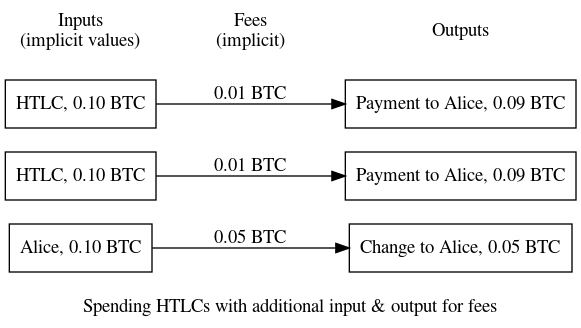 Inputs
(implicit values)
Fees
(implicit)
Outputs
HTLC, 0.10 BTC
0.01 BTC
Payment to Alice, 0.09 BTC
HTLC, 0.10 BTC
0.01 BTC
Payment to Alice, 0.09 BTC
Alice, 0.10 BTC
0.05 BTC
Change to Alice, 0.05 BTC
Spending HTLCs with additional input & output for fees